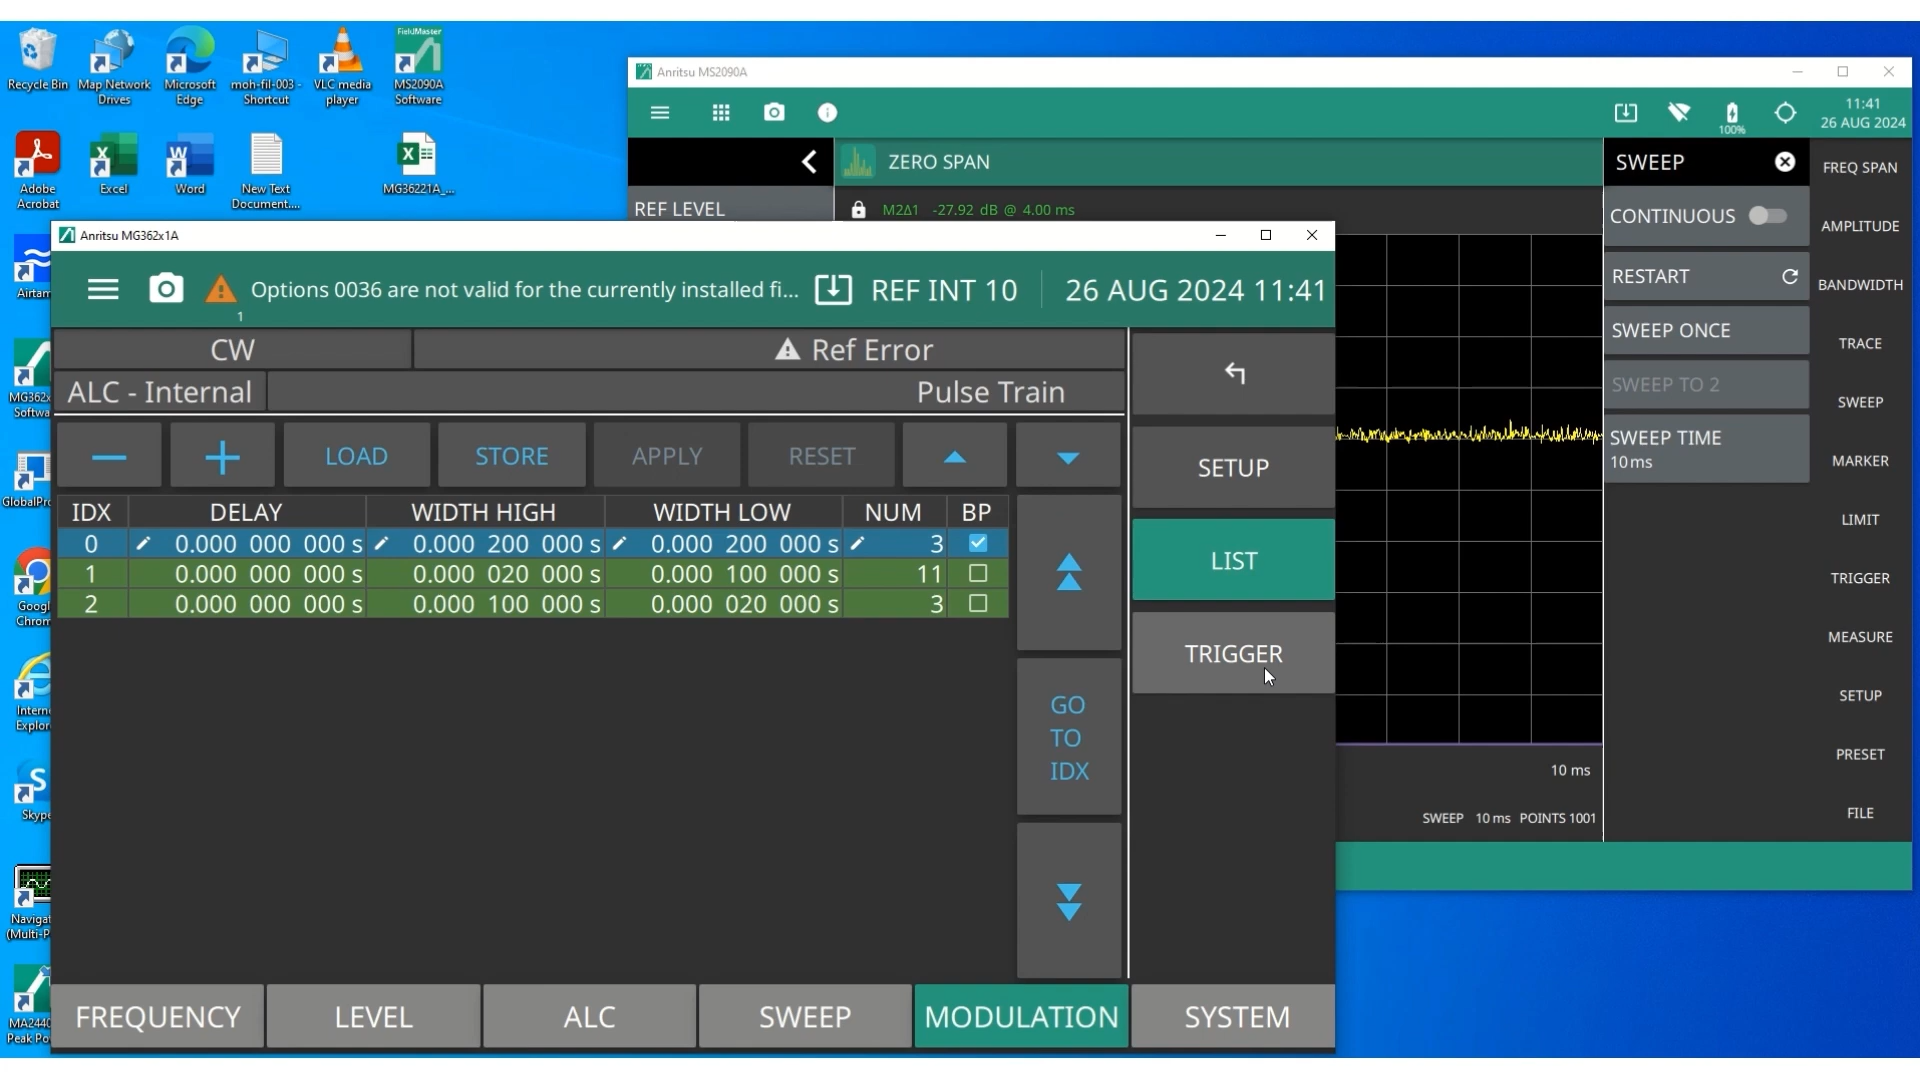 FieldMaster
Recycle Bin
Map Network
Drives
Microsoft
Edge
moh-fil-003 -
Shortcut
VLC media
player
MS2090A
Software
Adobe
Acrobat
Excel
Word
New Text
Document....
MG36221A_...
Skype
Anritsu MS2090A
11:41
26 AUG 2024
100%
ZERO SPAN
REF LEVEL
M2Δ1 -27.92 dB @ 4.00 ms
SWEEP
CONTINUOUS
RESTART
SWEEP ONCE
SWEEP TO 2
SWEEP TIME
10 ms
FREQ SPAN
AMPLITUDE
BANDWIDTH
TRACE
SWEEP
MARKER
LIMIT
TRIGGER
MEASURE
SETUP
PRESET
FILE
10 ms
SWEEP 10 ms POINTS 1001
Anritsu MG362x1A
1
Options 0036 are not valid for the currently installed fi...
REF INT 10
26 AUG 2024 11:41
CW
Ref Error
ALC - Internal
Pulse Train
LOAD
STORE
APPLY
RESET
IDX DELAY WIDTH HIGH WIDTH LOW NUM BP
0 0.000 000 000 s 0.000 200 000 s 0.000 200 000 s 3
1 0.000 000 000 s 0.000 020 000 s 0.000 100 000 s 11
2 0.000 000 000 s 0.000 100 000 s 0.000 020 000 s 3
GO
TO
IDX
SETUP
LIST
TRIGGER
FREQUENCY
LEVEL
ALC
SWEEP
MODULATION
SYSTEM